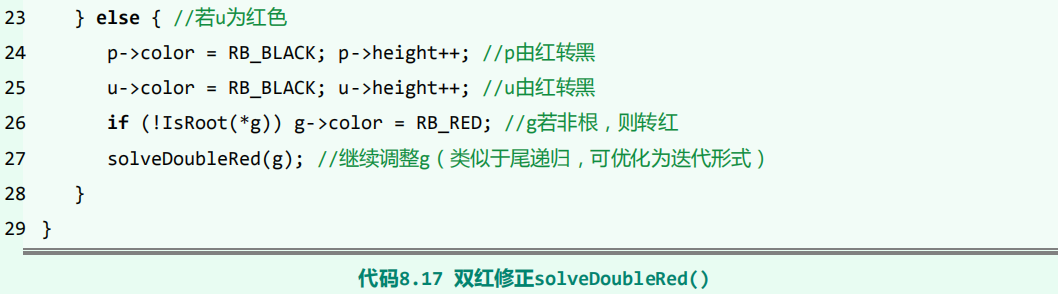 23 } else { //若u为红色
24 p->color = RB_BLACK; p->height++; //p由红转黑
25 u->color = RB_BLACK; u->height++; //u由红转黑
26 if (!IsRoot(*g)) g->color = RB_RED; //g若非根，则转红
27 solveDoubleRed(g); //继续调整g（类似于尾递归，可优化为迭代形式）
28 }
29 }
代码8.17 双红修正solveDoubleRed()